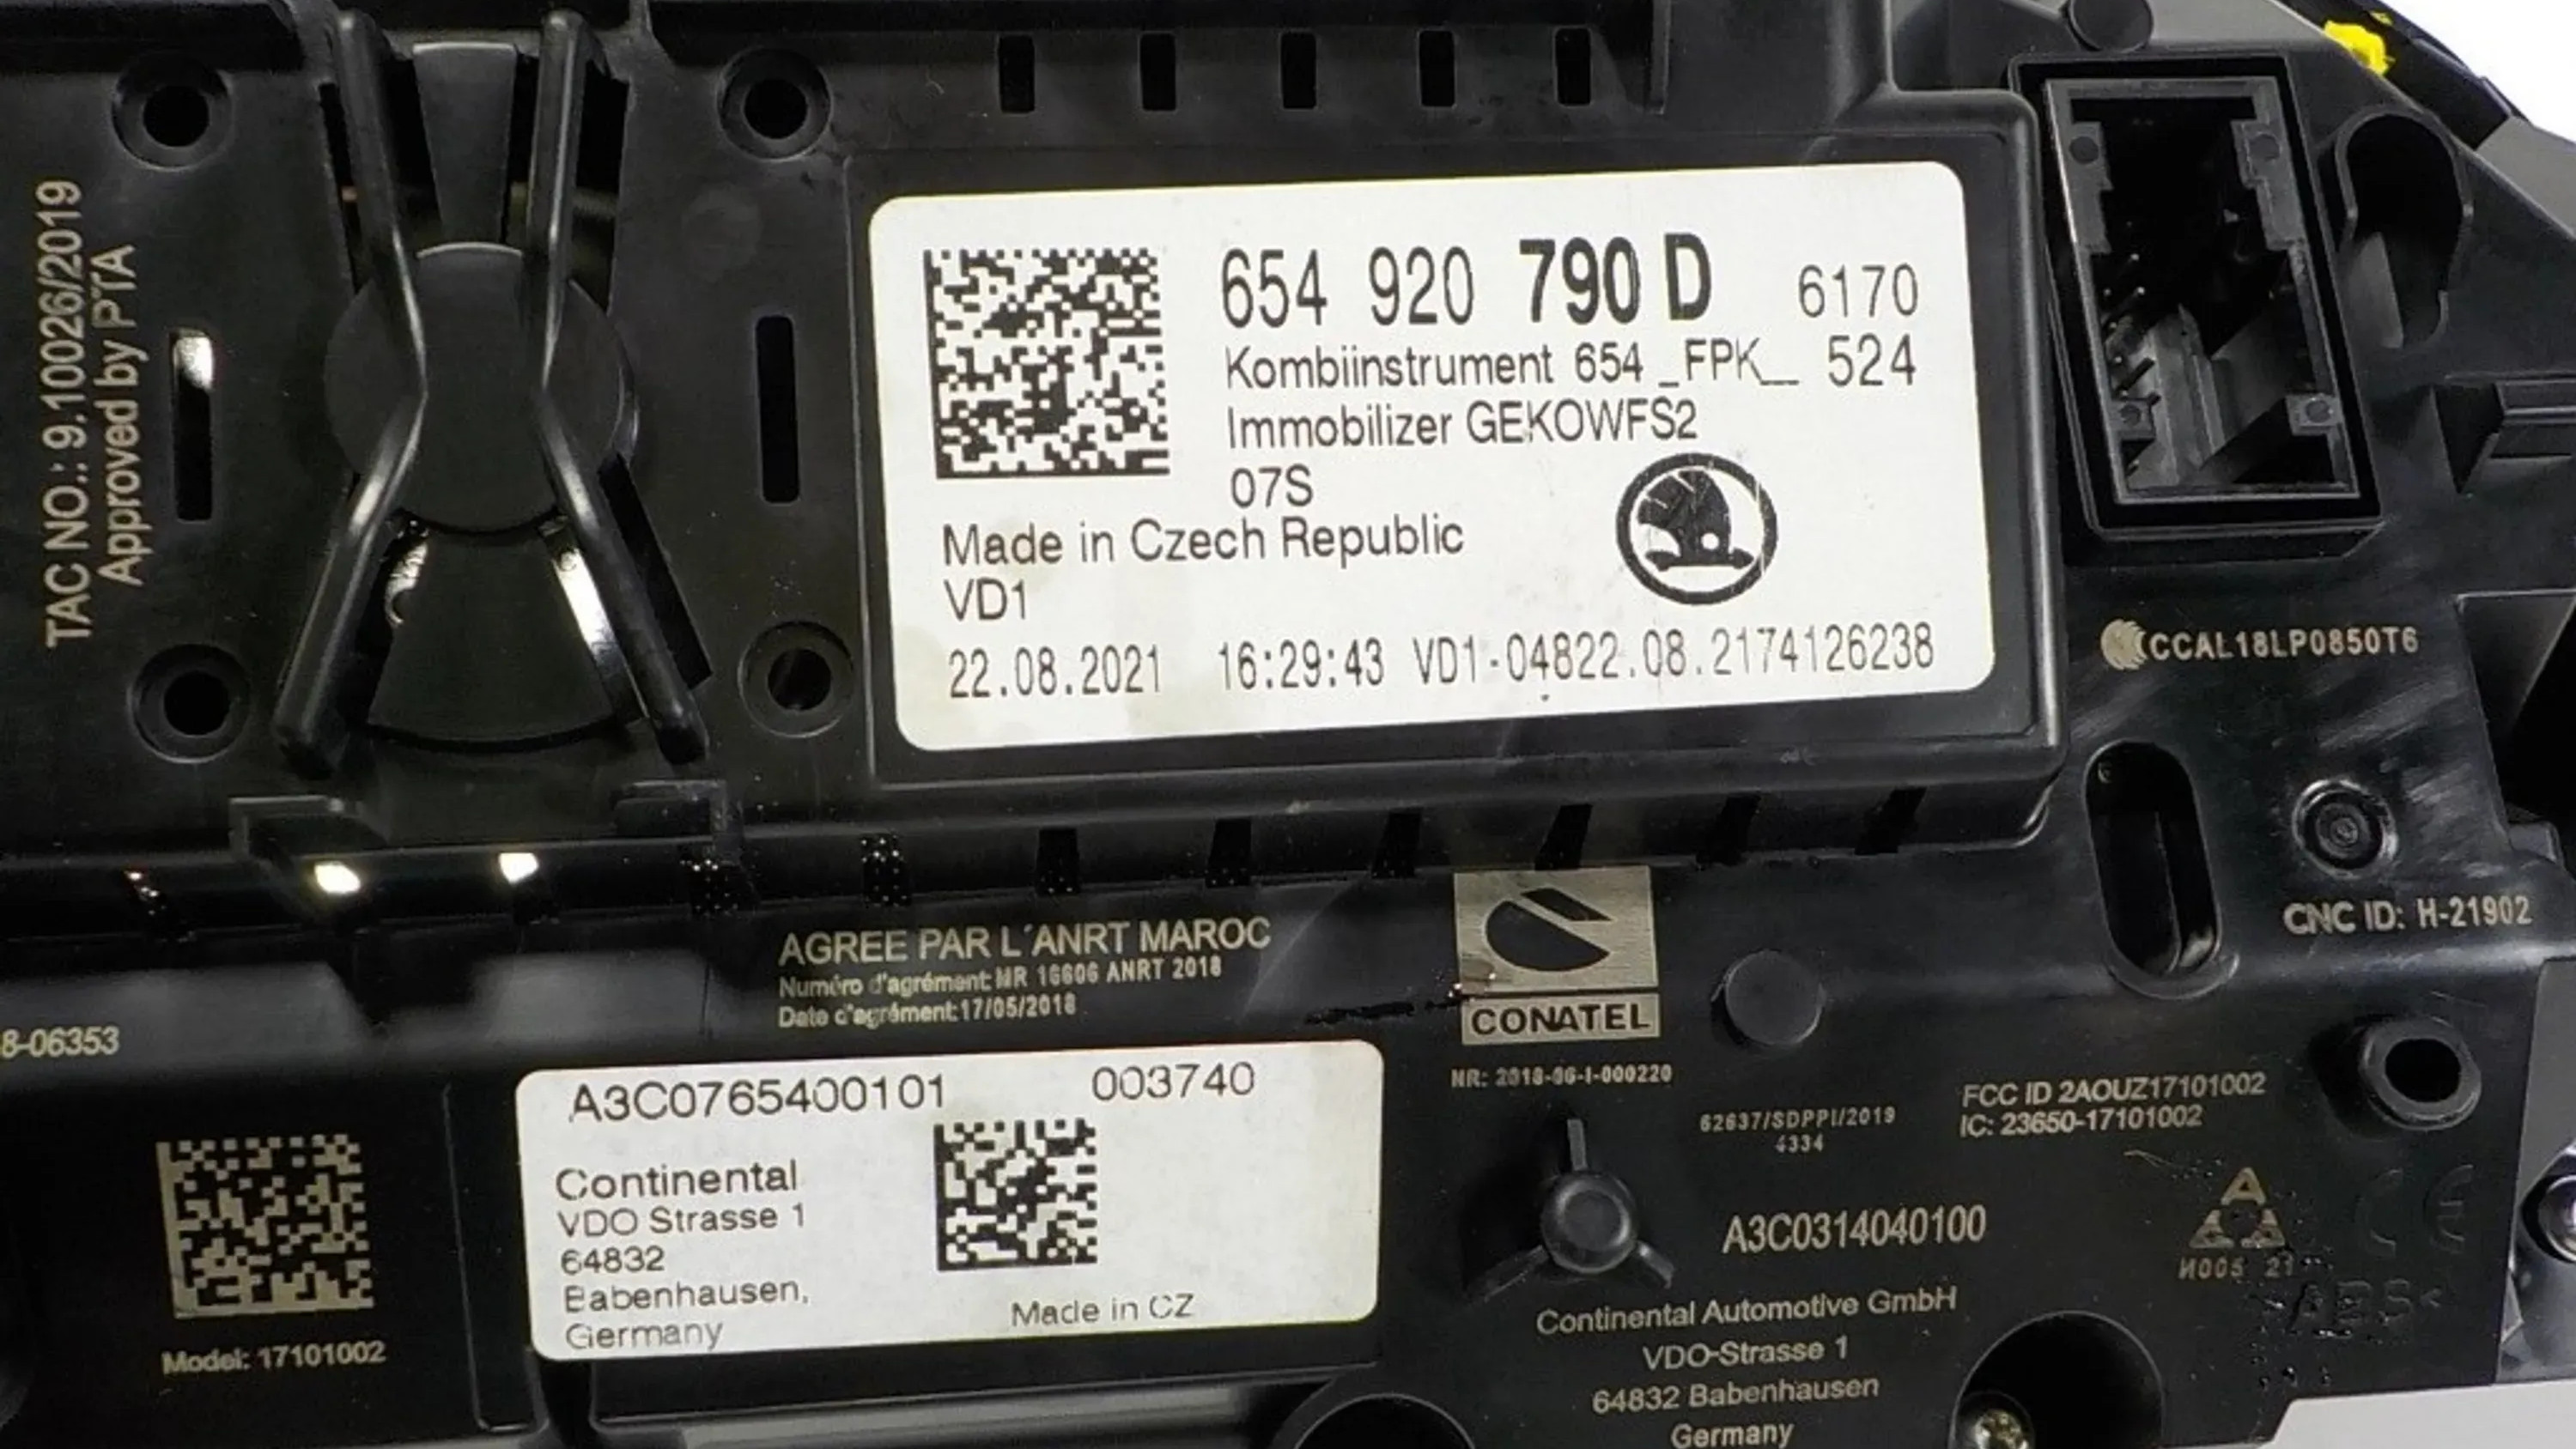 TAC NO.: 9.10026/2019
Approved by PTA
654 920 790 D 6170
Kombiinstrument 654_FPK_ 524
Immobilizer GEKOWFS2
07S
Made in Czech Republic
VD1
22.08.2021 16:29:43 VD1-04822.08.2174126238
CCAL18LP0850T6
CNC ID: H-21902
AGREE PAR L'ANRT MAROC
Numéro d'agrément: MR 16606 ANRT 2018
Date d'agrément:17/05/2018
CONATEL
NR: 2018-06-I-000220
8-06353
A3C0765400101 003740
Continental
VDO Strasse 1
64832
Babenhausen,
Germany
Made in CZ
Model: 17101002
62637/SDPPI/2019
4334
FCC ID 2AOUZ17101002
IC: 23650-17101002
A3C0314040100
Continental Automotive GmbH
VDO-Strasse 1
64832 Babenhausen
Germany
CE